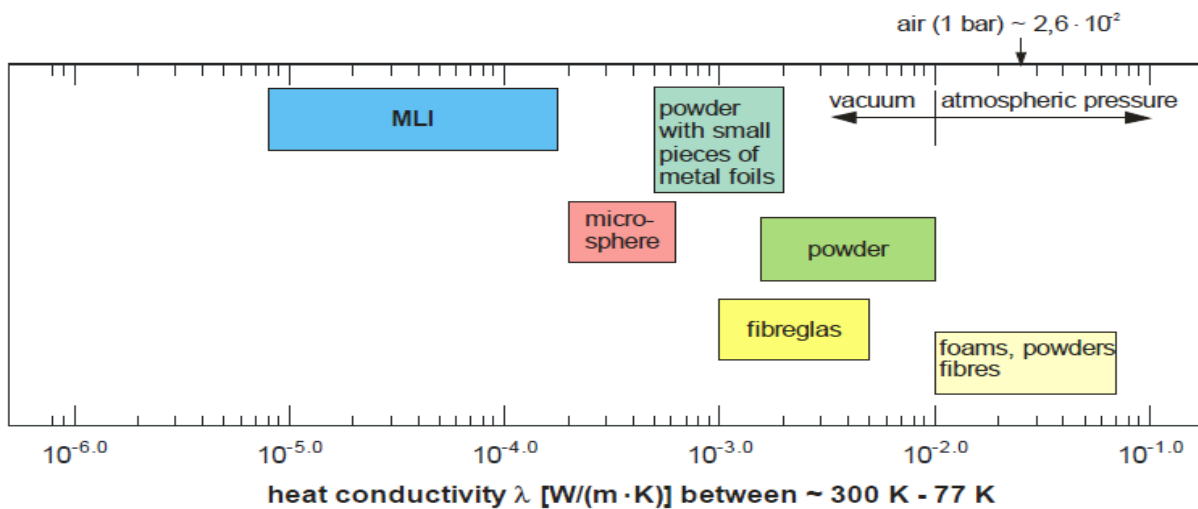 air (1 bar) ~ 2,6 · 10⁻²
MLI
powder
with small
pieces of
metal foils
vacuum
atmospheric pressure
micro-
sphere
powder
fibreglas
foams, powders
fibres
10⁻⁶·⁰ 10⁻⁵·⁰ 10⁻⁴·⁰ 10⁻³·⁰ 10⁻²·⁰ 10⁻¹·⁰
heat conductivity λ [W/(m · K)] between ~ 300 K - 77 K